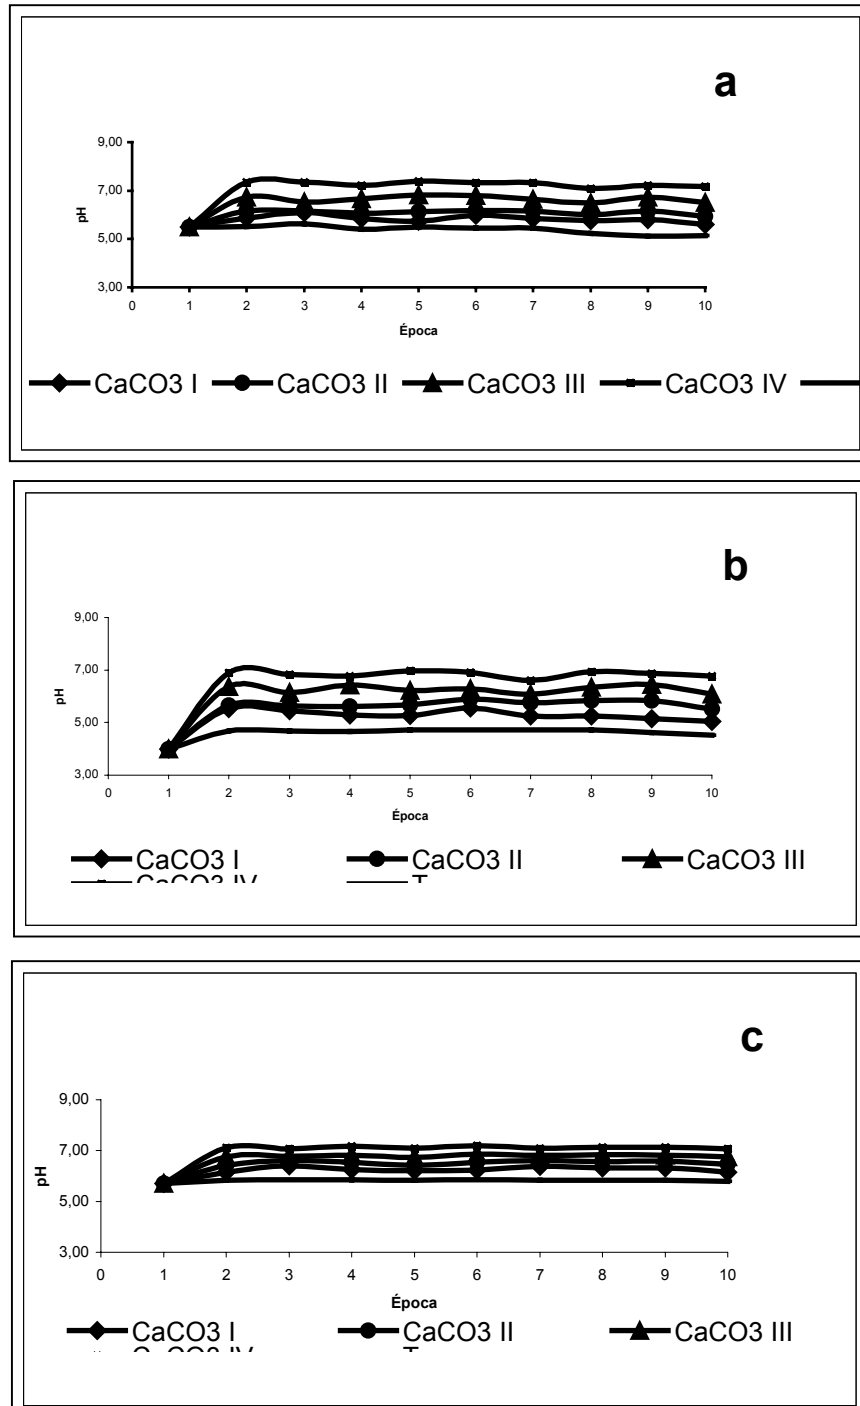 a
9,00
7,00
5,00
3,00
pH
0 1 2 3 4 5 6 7 8 9 10
Época
CaCO3 I CaCO3 II CaCO3 III CaCO3 IV
b
9,00
7,00
5,00
3,00
pH
0 1 2 3 4 5 6 7 8 9 10
Época
CaCO3 I CaCO3 II CaCO3 III
CaCO3 IV T
c
9,00
7,00
5,00
3,00
pH
0 1 2 3 4 5 6 7 8 9 10
Época
CaCO3 I CaCO3 II CaCO3 III
CaCO3 IV T